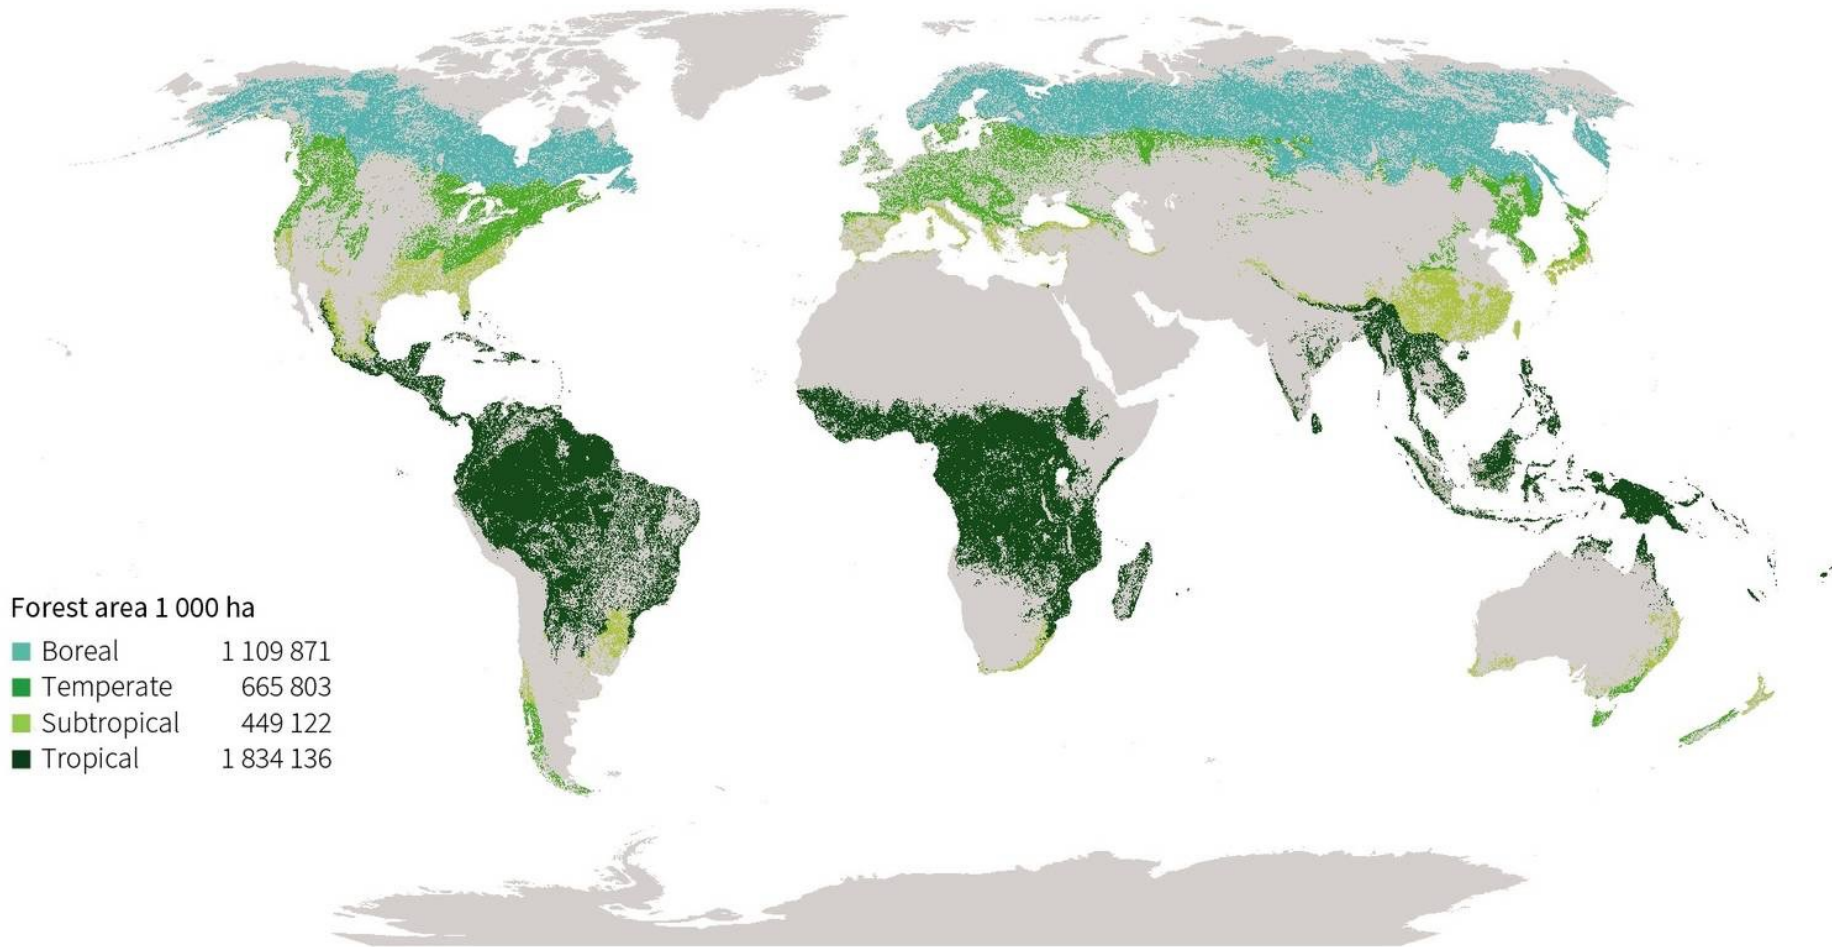 Forest area 1 000 ha
Boreal 1 109 871
Temperate 665 803
Subtropical 449 122
Tropical 1 834 136